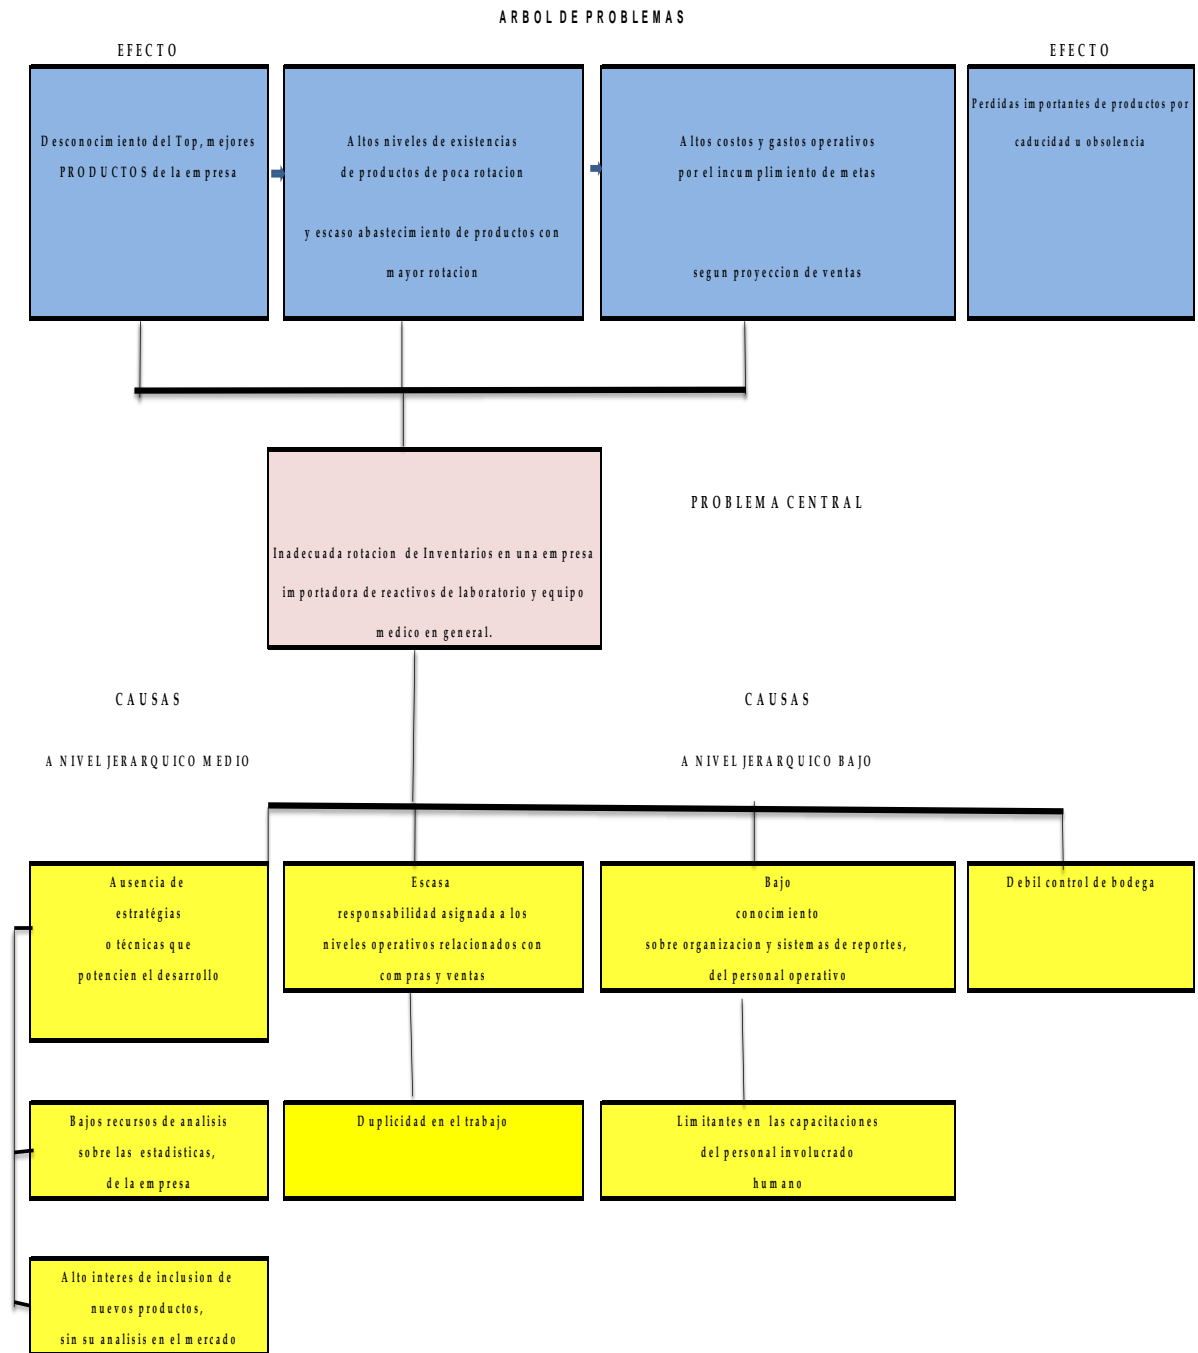 ARBOL DE PROBLEMAS
EFECTO
EFECTO
Desconocimiento del Top, mejores
PRODUCTOS de la empresa
Altos niveles de existencias
de productos de poca rotacion
y escaso abastecimiento de productos con
mayor rotacion
Altos costos y gastos operativos
por el incumplimiento de metas
segun proyeccion de ventas
Perdidas importantes de productos por
caducidad u obsolencia
PROBLEMA CENTRAL
Inadecuada rotacion de Inventarios en una empresa
importadora de reactivos de laboratorio y equipo
medico en general.
CAUSAS
A NIVEL JERARQUICO MEDIO
CAUSAS
A NIVEL JERARQUICO BAJO
Ausencia de
estratégias
o técnicas que
potencien el desarrollo
Escasa
responsabilidad asignada a los
niveles operativos relacionados con
compras y ventas
Bajo
conocimiento
sobre organizacion y sistemas de reportes,
del personal operativo
Debil control de bodega
Bajos recursos de analisis
sobre las estadisticas,
de la empresa
Duplicidad en el trabajo
Limitantes en las capacitaciones
del personal involucrado
humano
Alto interes de inclusion de
nuevos productos,
sin su analisis en el mercado